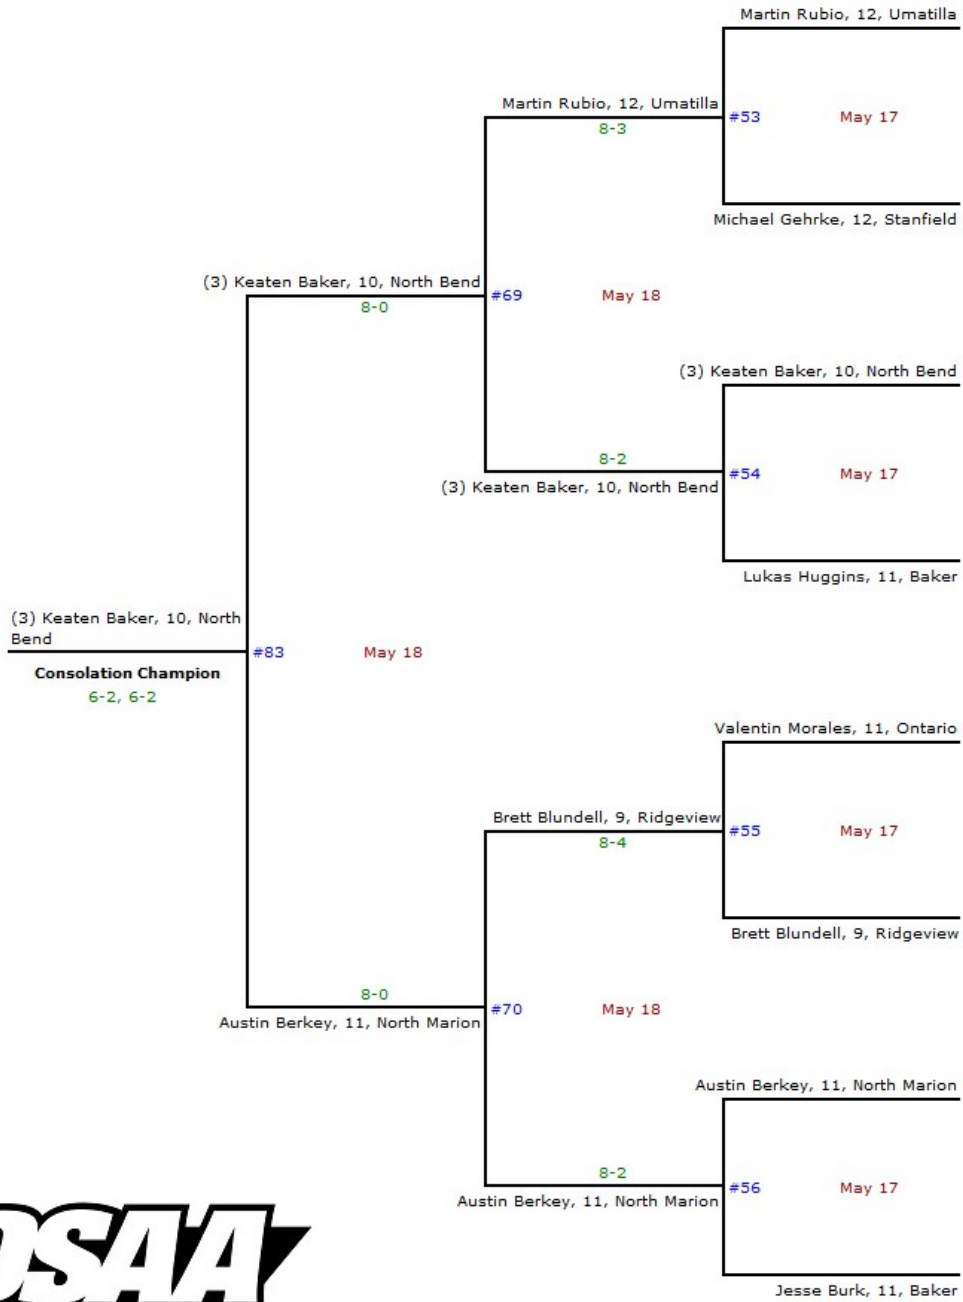 Martin Rubio, 12, Umatilla
Martin Rubio, 12, Umatilla
8-3
#53
May 17
Michael Gehrke, 12, Stanfield
(3) Keaten Baker, 10, North Bend
8-0
#69
May 18
(3) Keaten Baker, 10, North Bend
8-2
(3) Keaten Baker, 10, North Bend
#54
May 17
Lukas Huggins, 11, Baker
(3) Keaten Baker, 10, North
Bend
Consolation Champion
6-2, 6-2
#83
May 18
Valentin Morales, 11, Ontario
Brett Blundell, 9, Ridgeview
8-4
#55
May 17
Brett Blundell, 9, Ridgeview
8-0
Austin Berkey, 11, North Marion
#70
May 18
Austin Berkey, 11, North Marion
8-2
Austin Berkey, 11, North Marion
#56
May 17
Jesse Burk, 11, Baker
OSAA